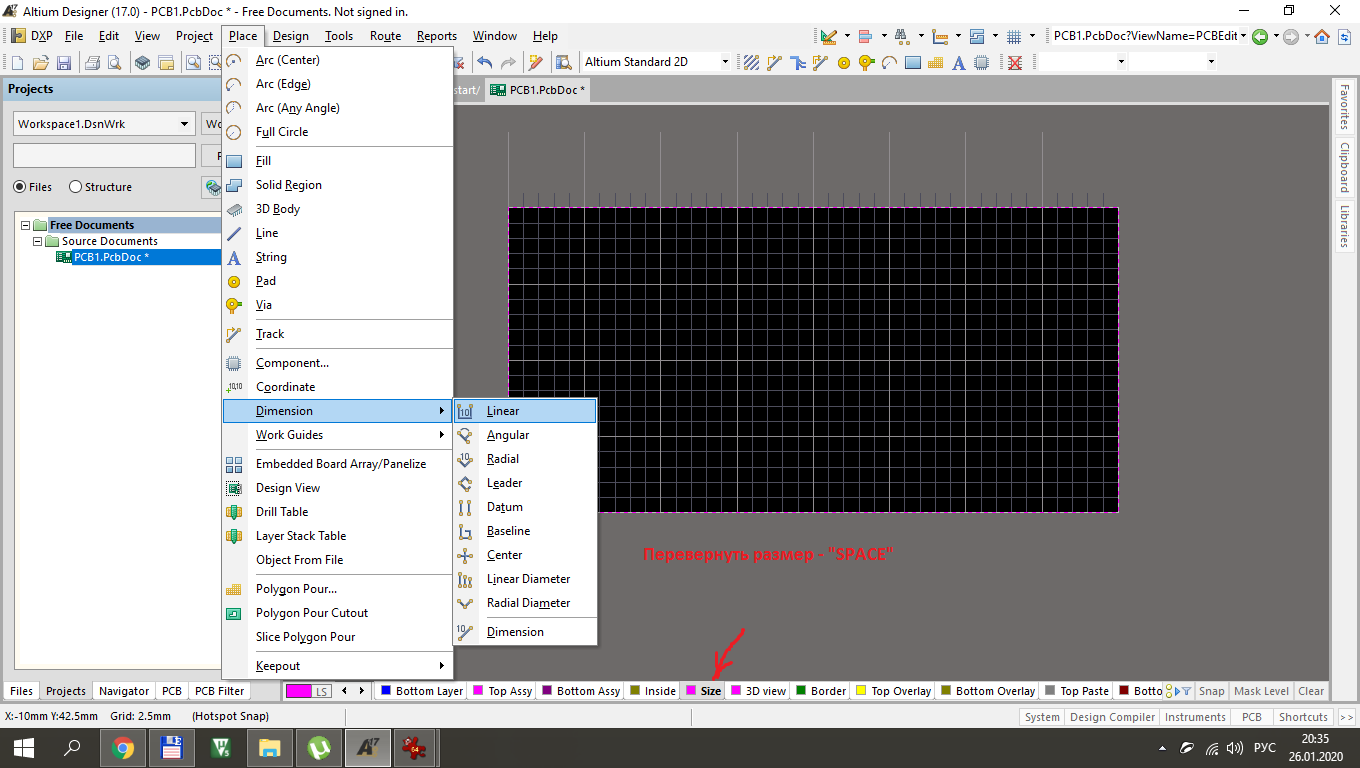 Altium Designer (17.0) - PCB1.PcbDoc * - Free Documents. Not signed in.
DXP File Edit View Project Place Design Tools Route Reports Window Help
PCB1.PcbDoc?ViewName=PCBEdit
Altium Standard 2D
Projects
Workspace1.DsnWrk
Files Structure
Free Documents
Source Documents
PCB1.PcbDoc *
start/ PCB1.PcbDoc *
Arc (Center)
Arc (Edge)
Arc (Any Angle)
Full Circle
Fill
Solid Region
3D Body
Line
String
Pad
Via
Track
Component...
Coordinate
Dimension
Work Guides
Embedded Board Array/Panelize
Design View
Drill Table
Layer Stack Table
Object From File
Polygon Pour...
Polygon Pour Cutout
Slice Polygon Pour
Keepout
Linear
Angular
Radial
Leader
Datum
Baseline
Center
Linear Diameter
Radial Diameter
Dimension
Перевернуть размер - "SPACE"
Favorites
Clipboard
Libraries
Files Projects Navigator PCB PCB Filter
LS Bottom Layer Top Assy Bottom Assy Inside Size 3D view Border Top Overlay Bottom Overlay Top Paste Botto Snap Mask Level Clear
X:-10mm Y:42.5mm Grid: 2.5mm (Hotspot Snap)
System Design Compiler Instruments PCB Shortcuts >>
РУС
20:35
26.01.2020